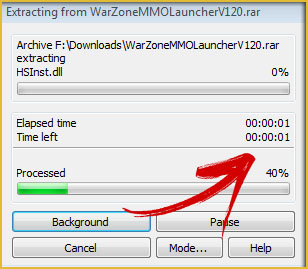 Extracting from WarZoneMMOLauncherV120.rar
Archive F:\Downloads\WarZoneMMOLauncherV120.rar
extracting
HSInst.dll 0%
Elapsed time 00:00:01
Time left 00:00:01
Processed 40%
Background Pause
Cancel Mode... Help